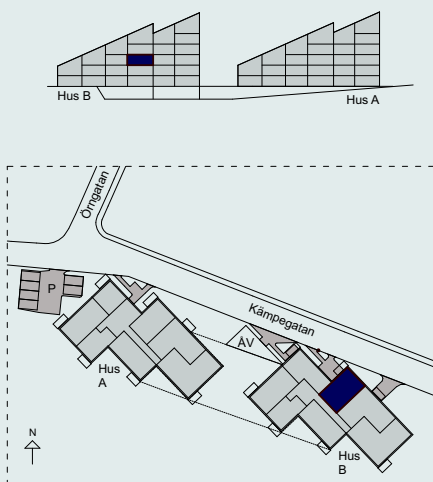 Hus B
Hus A
Örngatan
P
Kämpegatan
ÅV
Hus
A
N
Hus
B